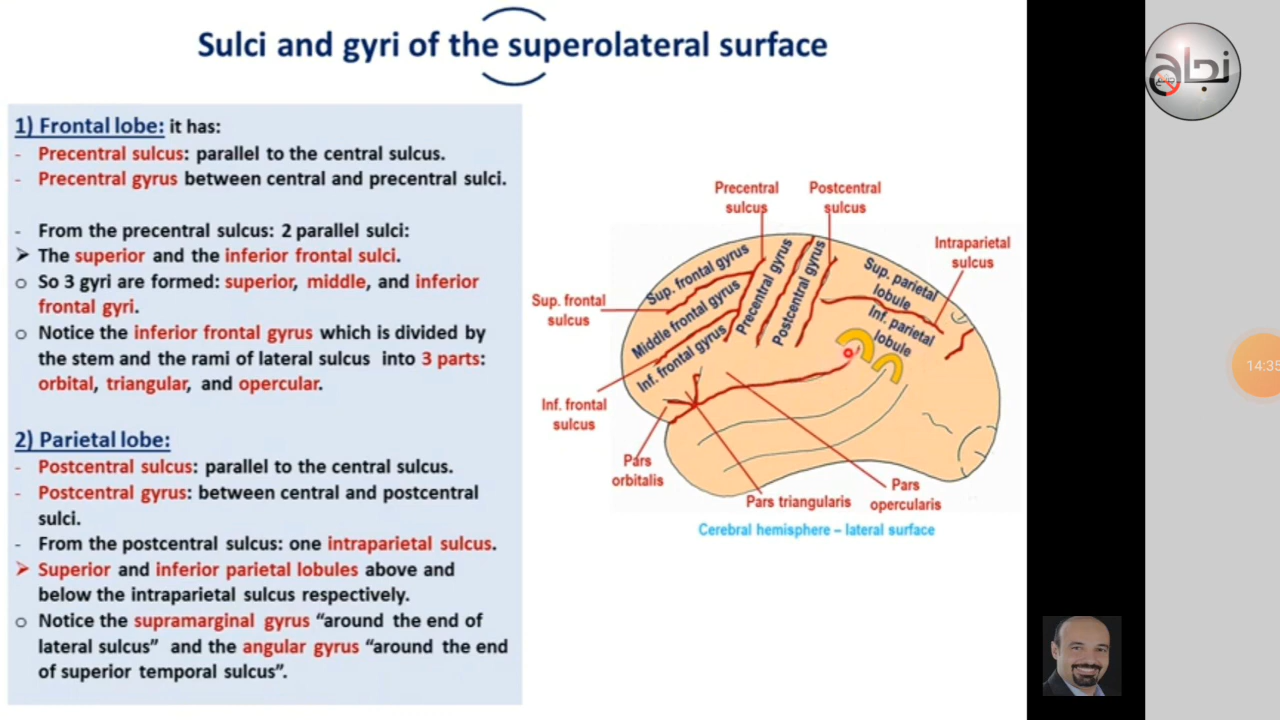 Sulci and gyri of the superolateral surface
1) Frontal lobe: it has:
- Precentral sulcus: parallel to the central sulcus.
- Precentral gyrus between central and precentral sulci.
- From the precentral sulcus: 2 parallel sulci:
➢ The superior and the inferior frontal sulci.
o So 3 gyri are formed: superior, middle, and inferior
frontal gyri.
o Notice the inferior frontal gyrus which is divided by
the stem and the rami of lateral sulcus into 3 parts:
orbital, triangular, and opercular.
2) Parietal lobe:
- Postcentral sulcus: parallel to the central sulcus.
- Postcentral gyrus: between central and postcentral
sulci.
- From the postcentral sulcus: one intraparietal sulcus.
➢ Superior and inferior parietal lobules above and
below the intraparietal sulcus respectively.
o Notice the supramarginal gyrus “around the end of
lateral sulcus” and the angular gyrus “around the end
of superior temporal sulcus”.
Precentral
sulcus
Postcentral
sulcus
Intraparietal
sulcus
Sup. frontal
sulcus
Sup. frontal gyrus
Middle frontal gyrus
Inf. frontal gyrus
Precentral gyrus
Postcentral gyrus
Sup. parietal
lobule
Inf. parietal
lobule
Inf. frontal
sulcus
Pars
orbitalis
Pars triangularis
Pars
opercularis
Cerebral hemisphere – lateral surface
نجاح
14:35